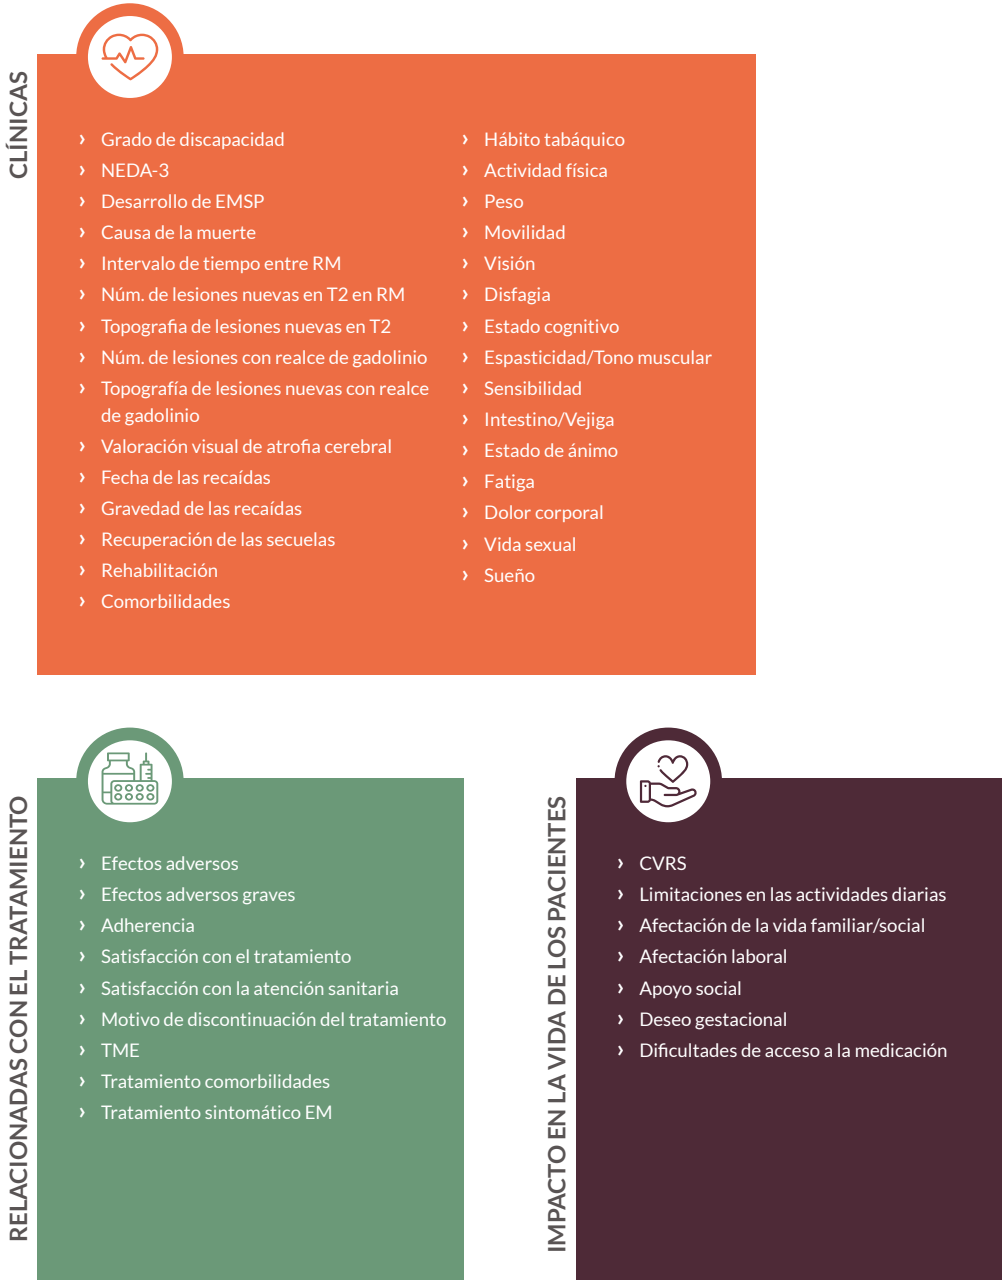 CLÍNICAS
› Grado de discapacidad
› NEDA-3
› Desarrollo de EMSP
› Causa de la muerte
› Intervalo de tiempo entre RM
› Núm. de lesiones nuevas en T2 en RM
› Topografia de lesiones nuevas en T2
› Núm. de lesiones con realce de gadolinio
› Topografía de lesiones nuevas con realce
de gadolinio
› Valoración visual de atrofia cerebral
› Fecha de las recaídas
› Gravedad de las recaídas
› Recuperación de las secuelas
› Rehabilitación
› Comorbilidades
› Hábito tabáquico
› Actividad física
› Peso
› Movilidad
› Visión
› Disfagia
› Estado cognitivo
› Espasticidad/Tono muscular
› Sensibilidad
› Intestino/Vejiga
› Estado de ánimo
› Fatiga
› Dolor corporal
› Vida sexual
› Sueño
RELACIONADAS CON EL TRATAMIENTO
› Efectos adversos
› Efectos adversos graves
› Adherencia
› Satisfacción con el tratamiento
› Satisfacción con la atención sanitaria
› Motivo de discontinuación del tratamiento
› TME
› Tratamiento comorbilidades
› Tratamiento sintomático EM
IMPACTO EN LA VIDA DE LOS PACIENTES
› CVRS
› Limitaciones en las actividades diarias
› Afectación de la vida familiar/social
› Afectación laboral
› Apoyo social
› Deseo gestacional
› Dificultades de acceso a la medicación